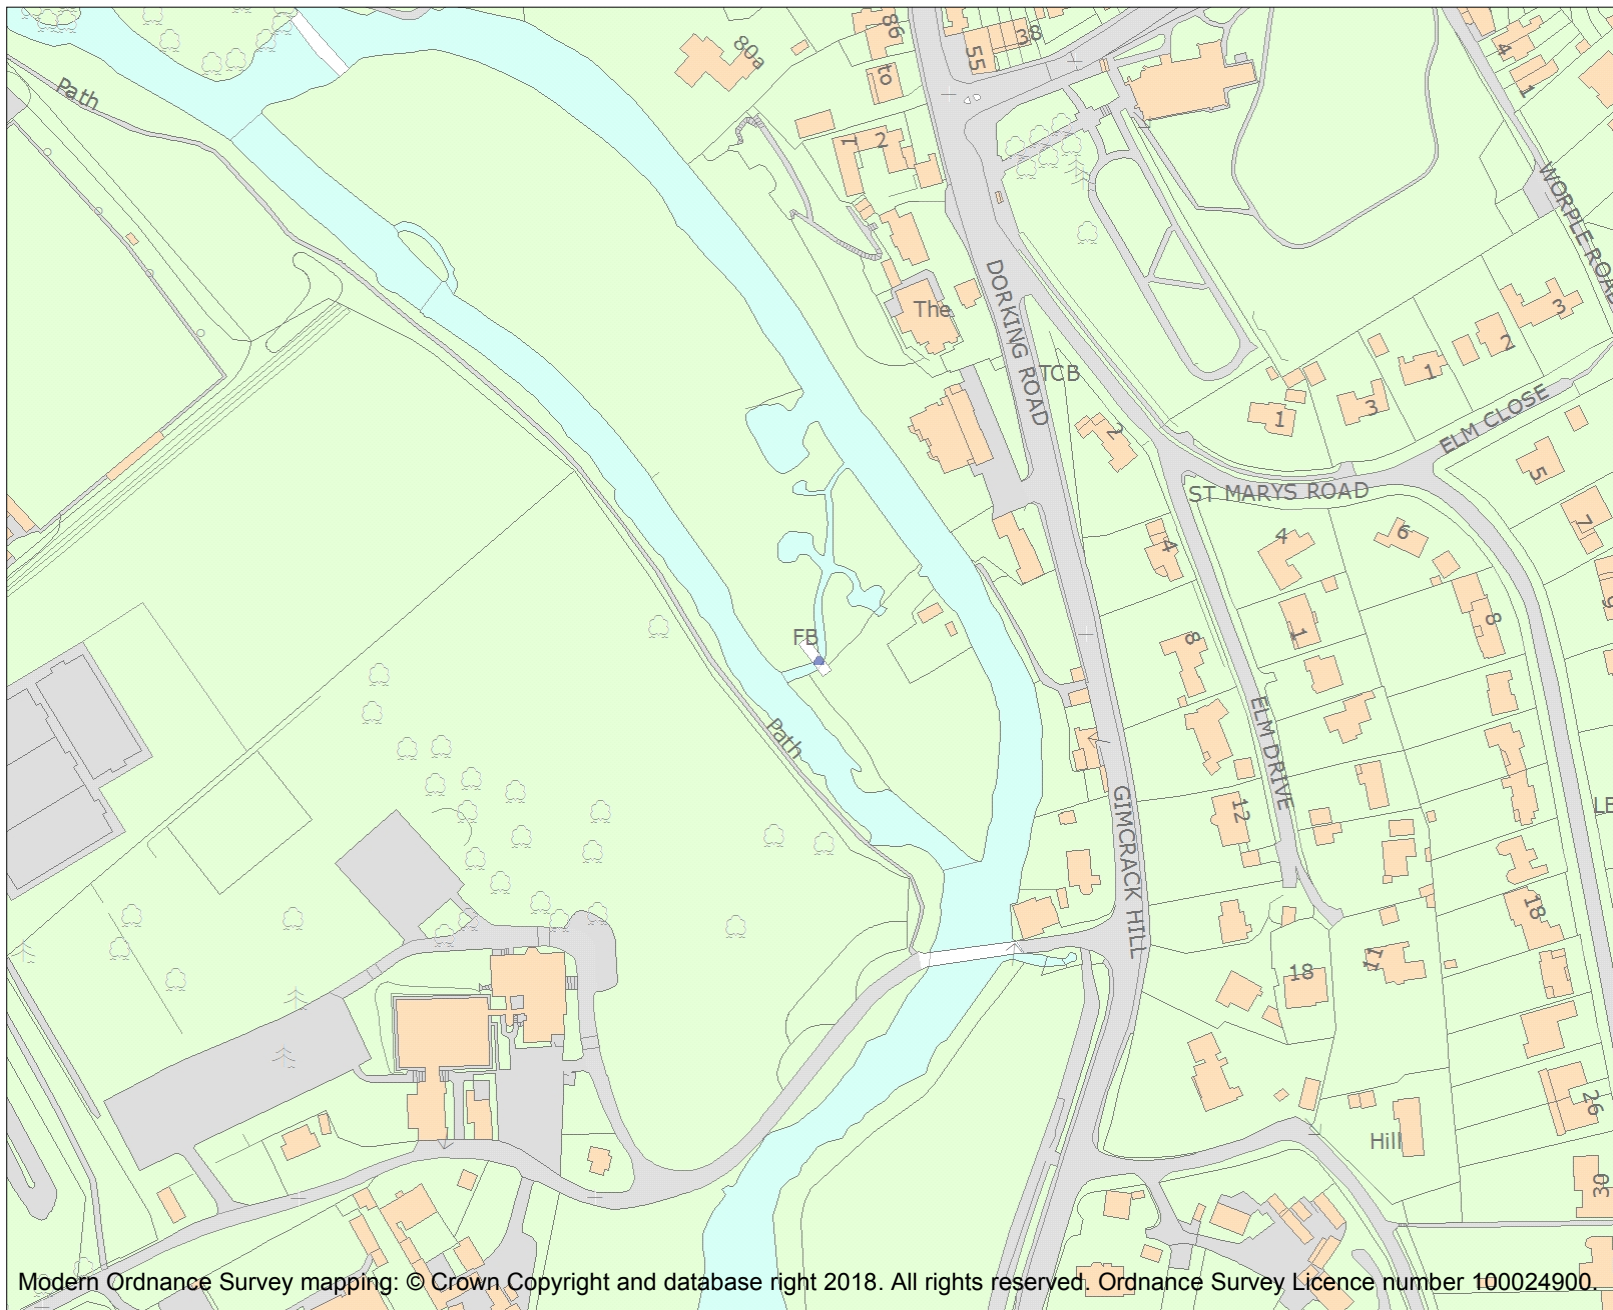 86
to
55
38
80a
4
1
Path
1
2
WORPLE ROAD
The
DORKING ROAD
TCB
3
2
1
3
1
2
ELM CLOSE
5
ST MARYS ROAD
7
4
4
6
9
1
8
8
FB
Path
ELM DRIVE
GIMCRACK HILL
12
18
11
18
Hill
26
30
Modern Ordnance Survey mapping: © Crown Copyright and database right 2018. All rights reserved. Ordnance Survey Licence number 100024900.